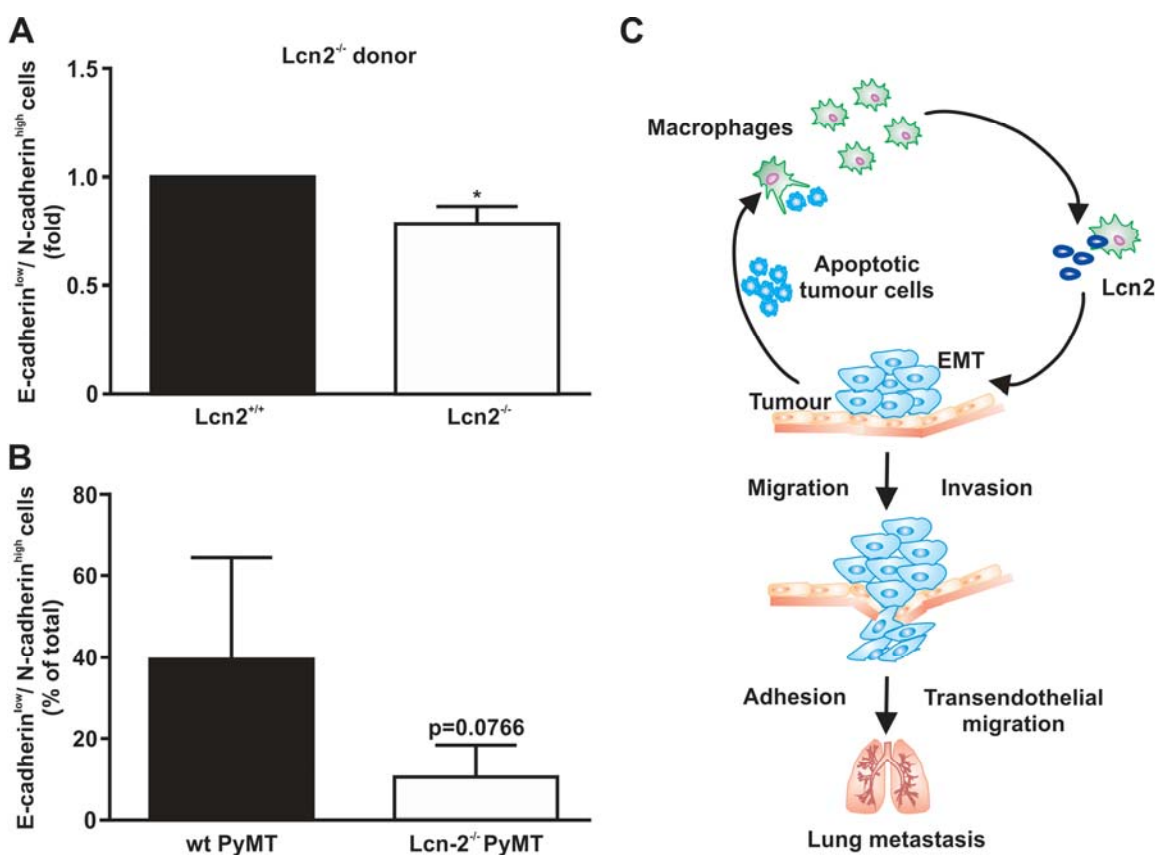 A
Lcn2-/- donor
E-cadherinlow/ N-cadherinhigh cells
(fold)
1.5
1.0
0.5
0
*
Lcn2+/+
Lcn2-/-
B
E-cadherinlow/ N-cadherinhigh cells
(% of total)
80
60
40
20
0
p=0.0766
wt PyMT
Lcn-2-/- PyMT
C
Macrophages
Lcn2
Apoptotic
tumour cells
EMT
Tumour
Migration
Invasion
Adhesion
Transendothelial
migration
Lung metastasis